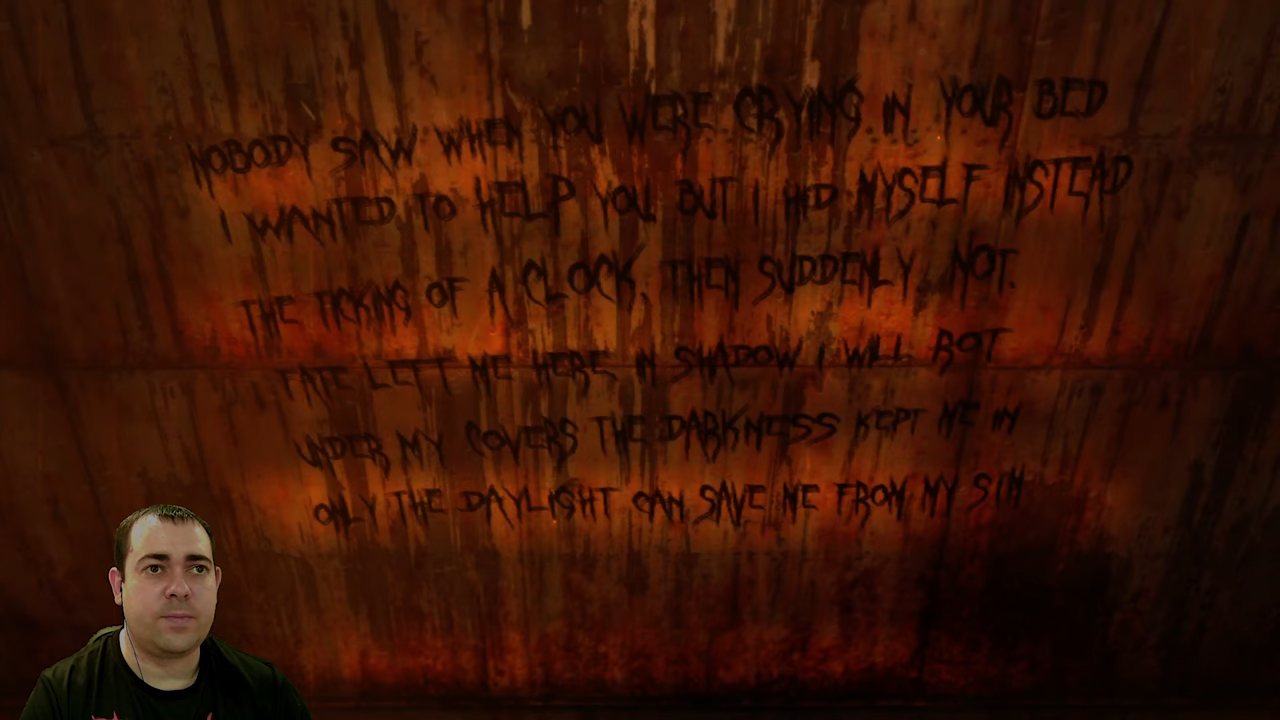 NOBODY SAW WHEN YOU WERE CRYING IN YOUR BED
I WANTED TO HELP YOU BUT I HID MYSELF INSTEAD
THE TICKING OF A CLOCK, THEN SUDDENLY, NOT.
FATE LEFT ME HERE IN SHADOW I WILL ROT
UNDER MY COVERS THE DARKNESS KEPT ME IN
ONLY THE DAYLIGHT CAN SAVE ME FROM MY SIN